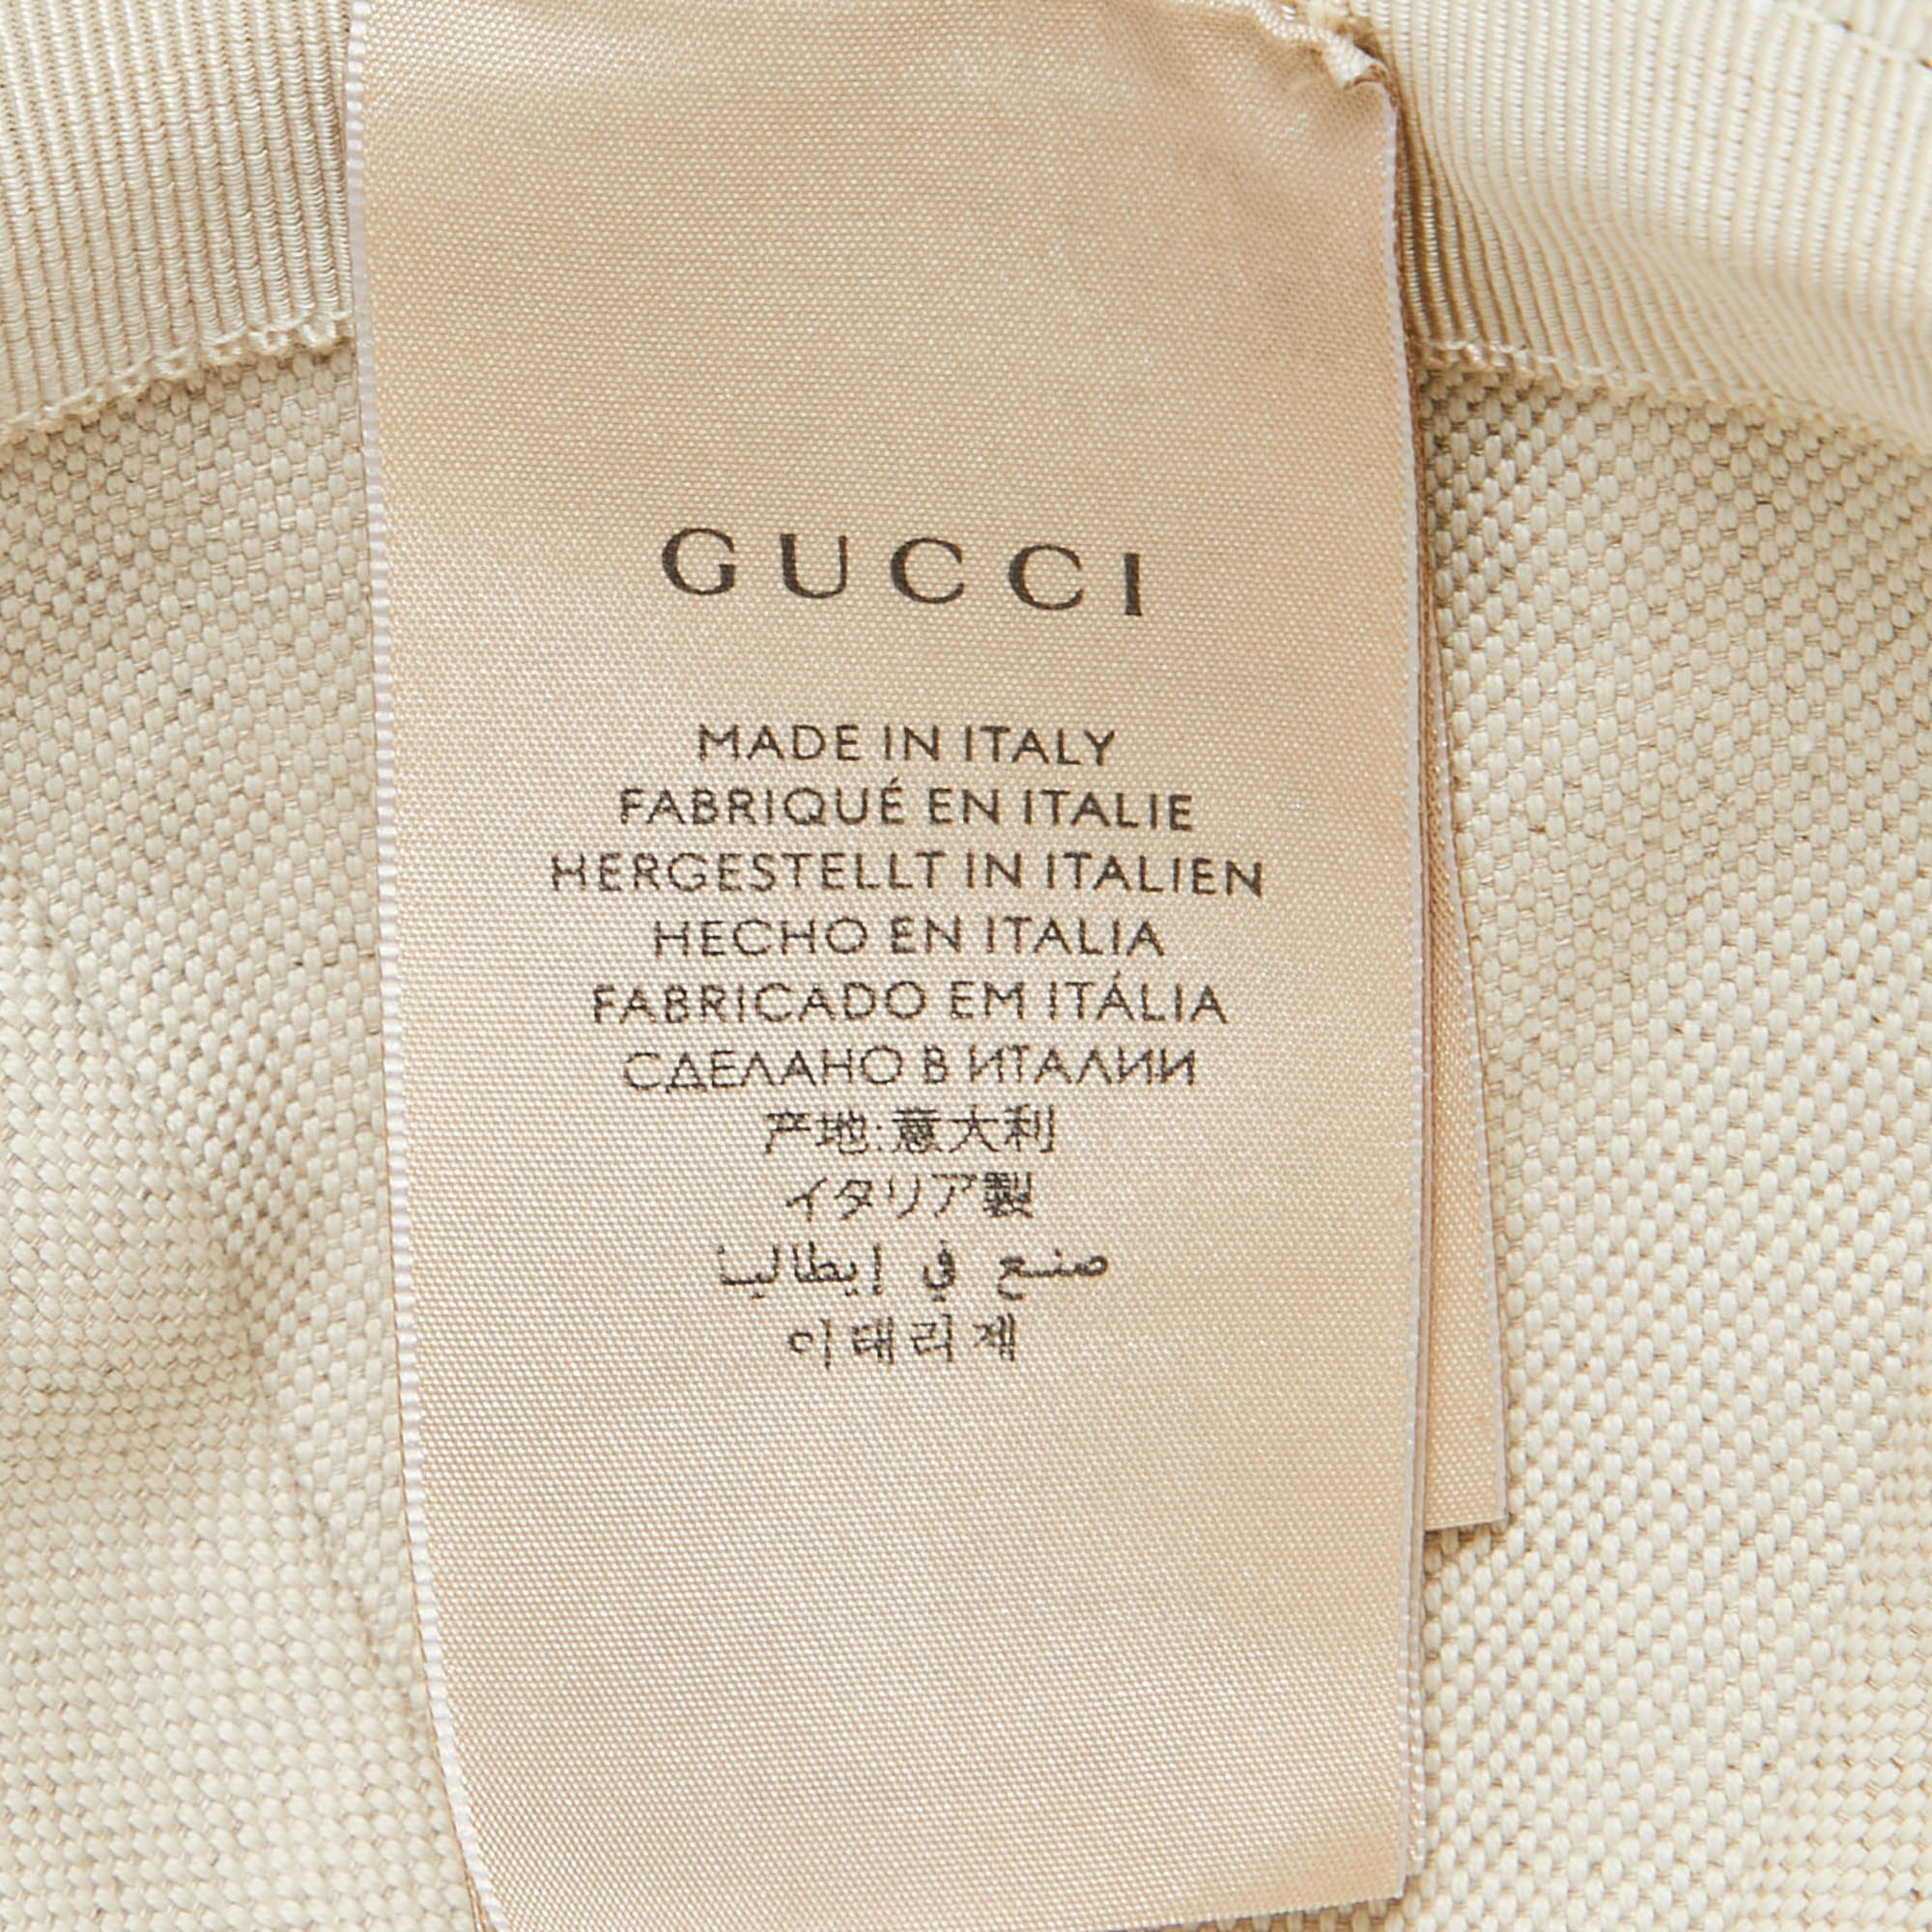 GUCCI
MADE IN ITALY
FABRIQUÉ EN ITALIE
HERGESTELLT IN ITALIEN
HECHO EN ITALIA
FABRICADO EM ITÁLIA
СДЕЛАНО В ИТАЛИИ
产地:意大利
イタリア製
صنع في إيطاليا
이태리제